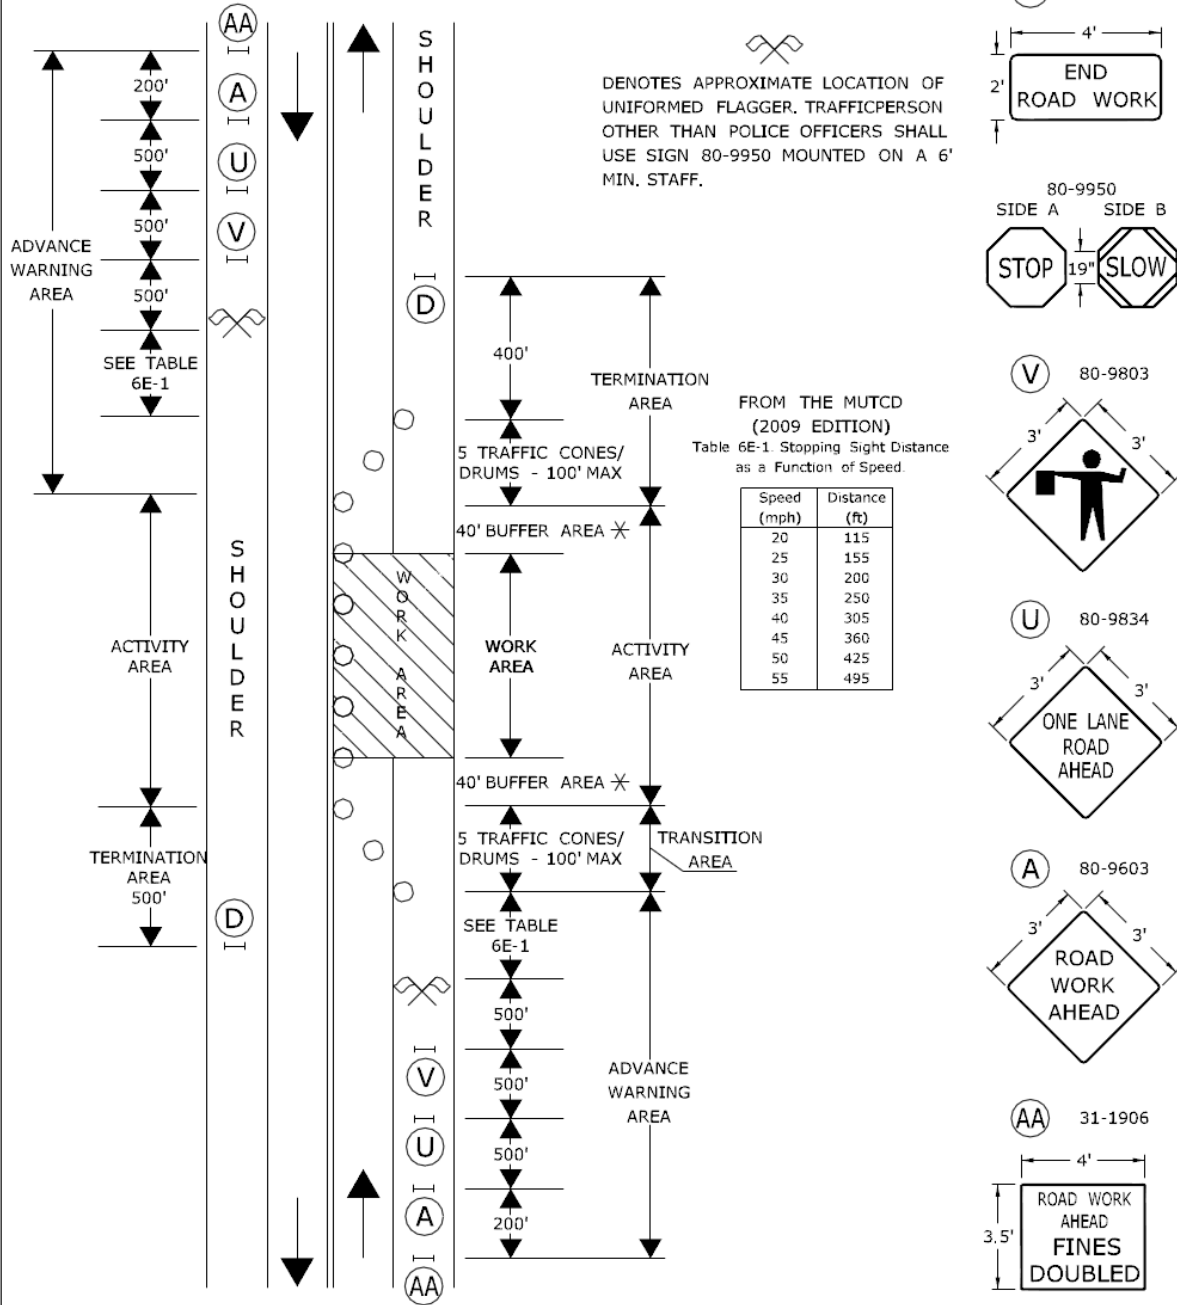 AA
200'
A
500'
U
500'
V
500'
ADVANCE
WARNING
AREA
SEE TABLE
6E-1
SHOULDER
ACTIVITY
AREA
TERMINATION
AREA
500'
D
SHOULDER
D
400'
TERMINATION
AREA
5 TRAFFIC CONES/
DRUMS - 100' MAX
40' BUFFER AREA *
WORK AREA
WORK
AREA
ACTIVITY
AREA
40' BUFFER AREA *
5 TRAFFIC CONES/
DRUMS - 100' MAX
TRANSITION
AREA
SEE TABLE
6E-1
500'
V
500'
U
500'
A
200'
AA
ADVANCE
WARNING
AREA
DENOTES APPROXIMATE LOCATION OF
UNIFORMED FLAGGER. TRAFFICPERSON
OTHER THAN POLICE OFFICERS SHALL
USE SIGN 80-9950 MOUNTED ON A 6'
MIN. STAFF.
FROM THE MUTCD
(2009 EDITION)
Table 6E-1. Stopping Sight Distance
as a Function of Speed.
Speed Distance
(mph) (ft)
20 115
25 155
30 200
35 250
40 305
45 360
50 425
55 495
4'
2'
END
ROAD WORK
80-9950
SIDE A SIDE B
STOP 19" SLOW
V 80-9803
3' 3'
U 80-9834
3' 3'
ONE LANE
ROAD
AHEAD
A 80-9603
3' 3'
ROAD
WORK
AHEAD
AA 31-1906
4'
3.5'
ROAD WORK
AHEAD
FINES
DOUBLED